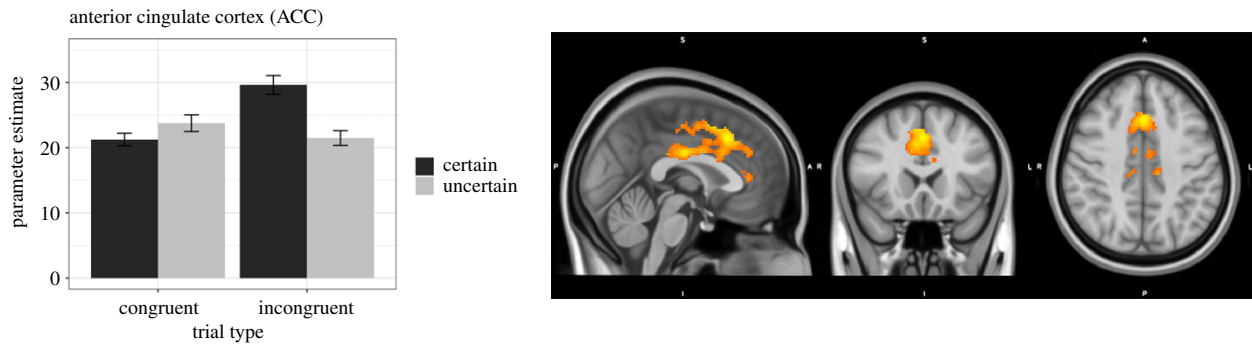 anterior cingulate cortex (ACC)
parameter estimate
30
20
10
0
congruent
incongruent
trial type
certain
uncertain
S
P
A
I
S
R
L
I
A
R
L
P